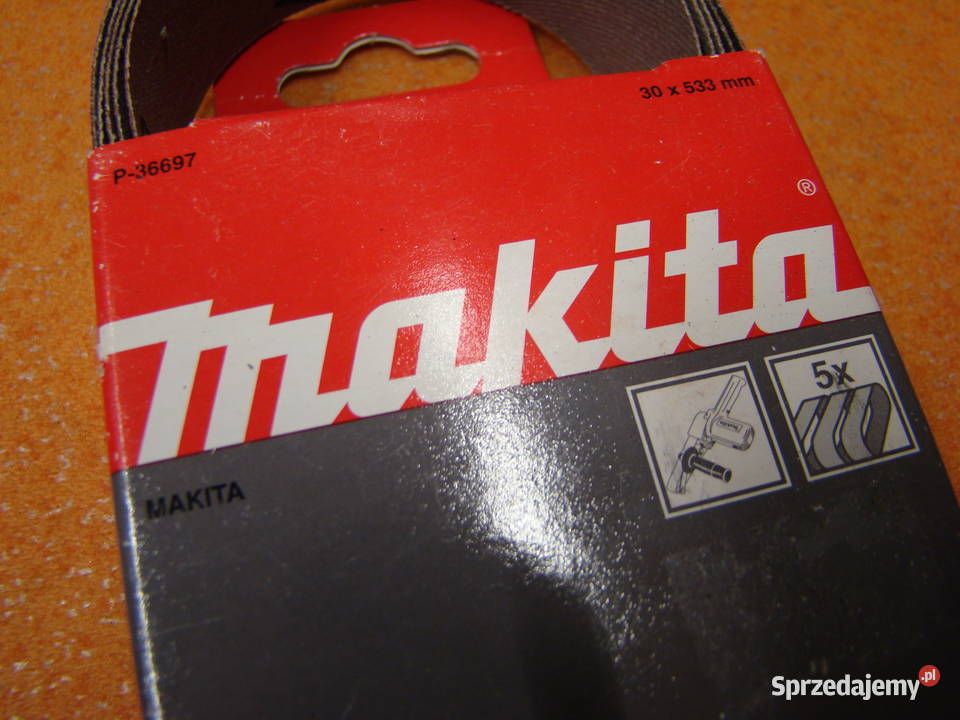 30 x 533 mm
P-36697
makita®
5x
MAKITA
Sprzedajemy.pl